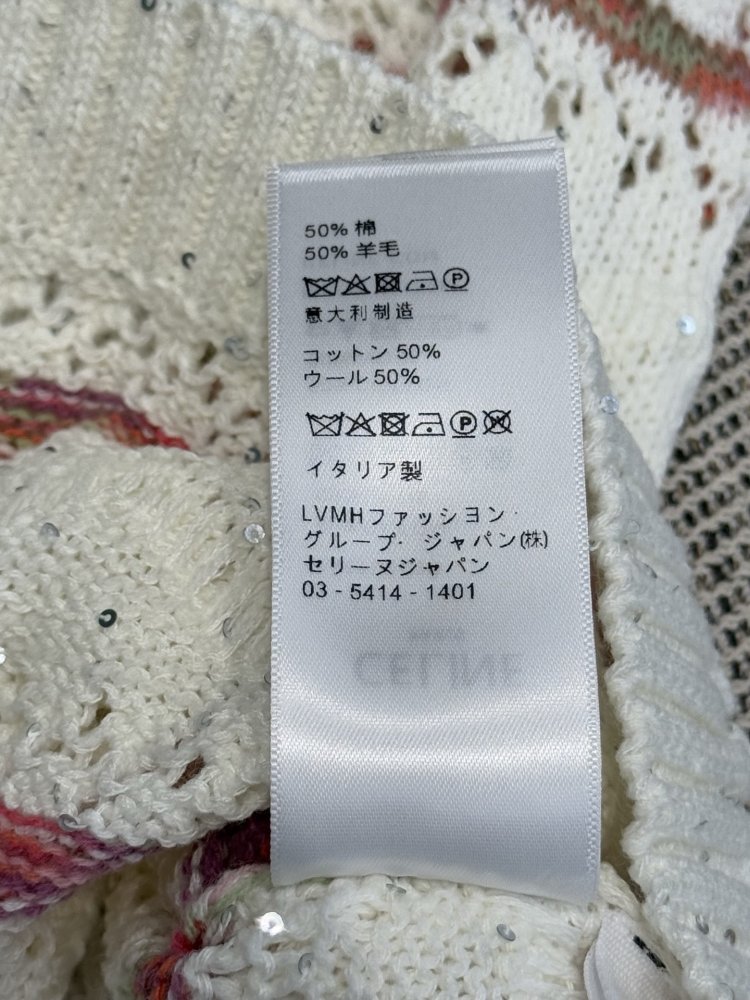 50% 棉
50% 羊毛
P
意大利制造
コットン 50%
ウール 50%
P W
イタリア製
LVMHファッション・
グループ・ ジャパン(株)
セリーヌジャパン
03 - 5414 - 1401
CELINE